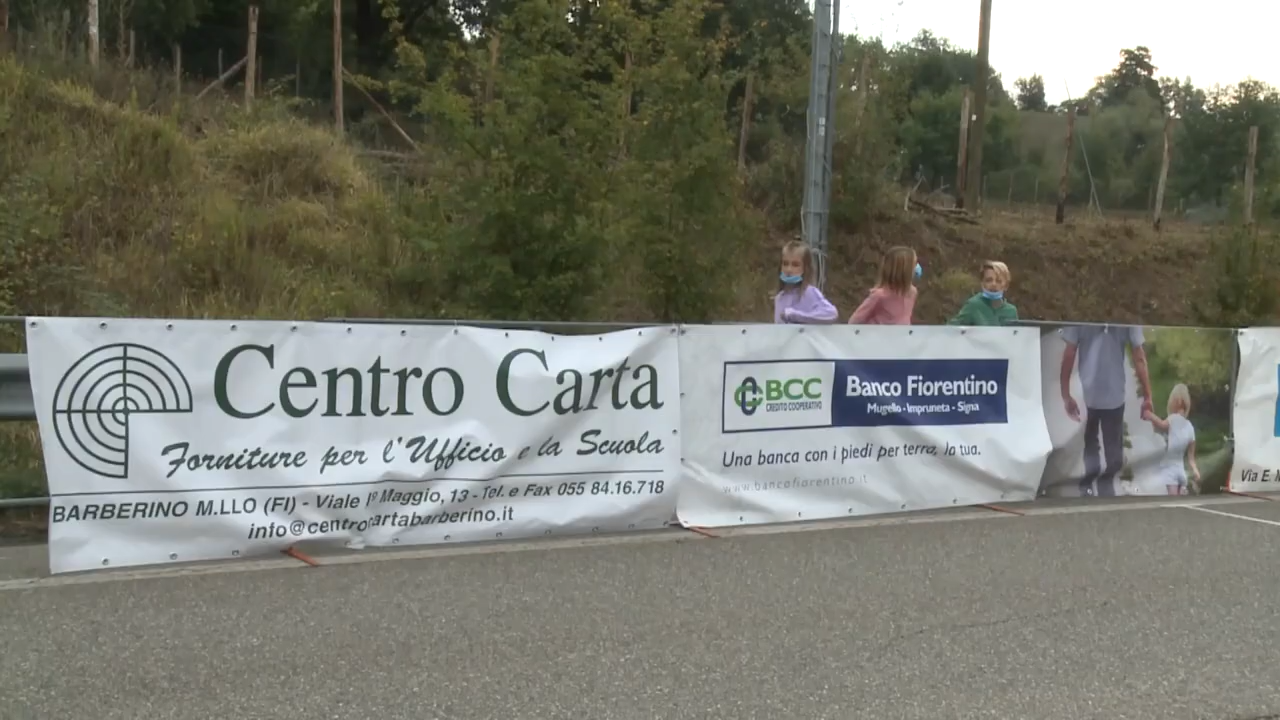 Centro Carta
Forniture per l'Ufficio e la Scuola
BARBERINO M.LLO (FI) - Viale 1º Maggio, 13 - Tel. e Fax 055 84.16.718
info@centrocartabarberino.it
BCC
CREDITO COOPERATIVO
Banco Fiorentino
Mugello - Impruneta - Signa
Una banca con i piedi per terra, la tua.
www.bancofiorentino.it
Via E.